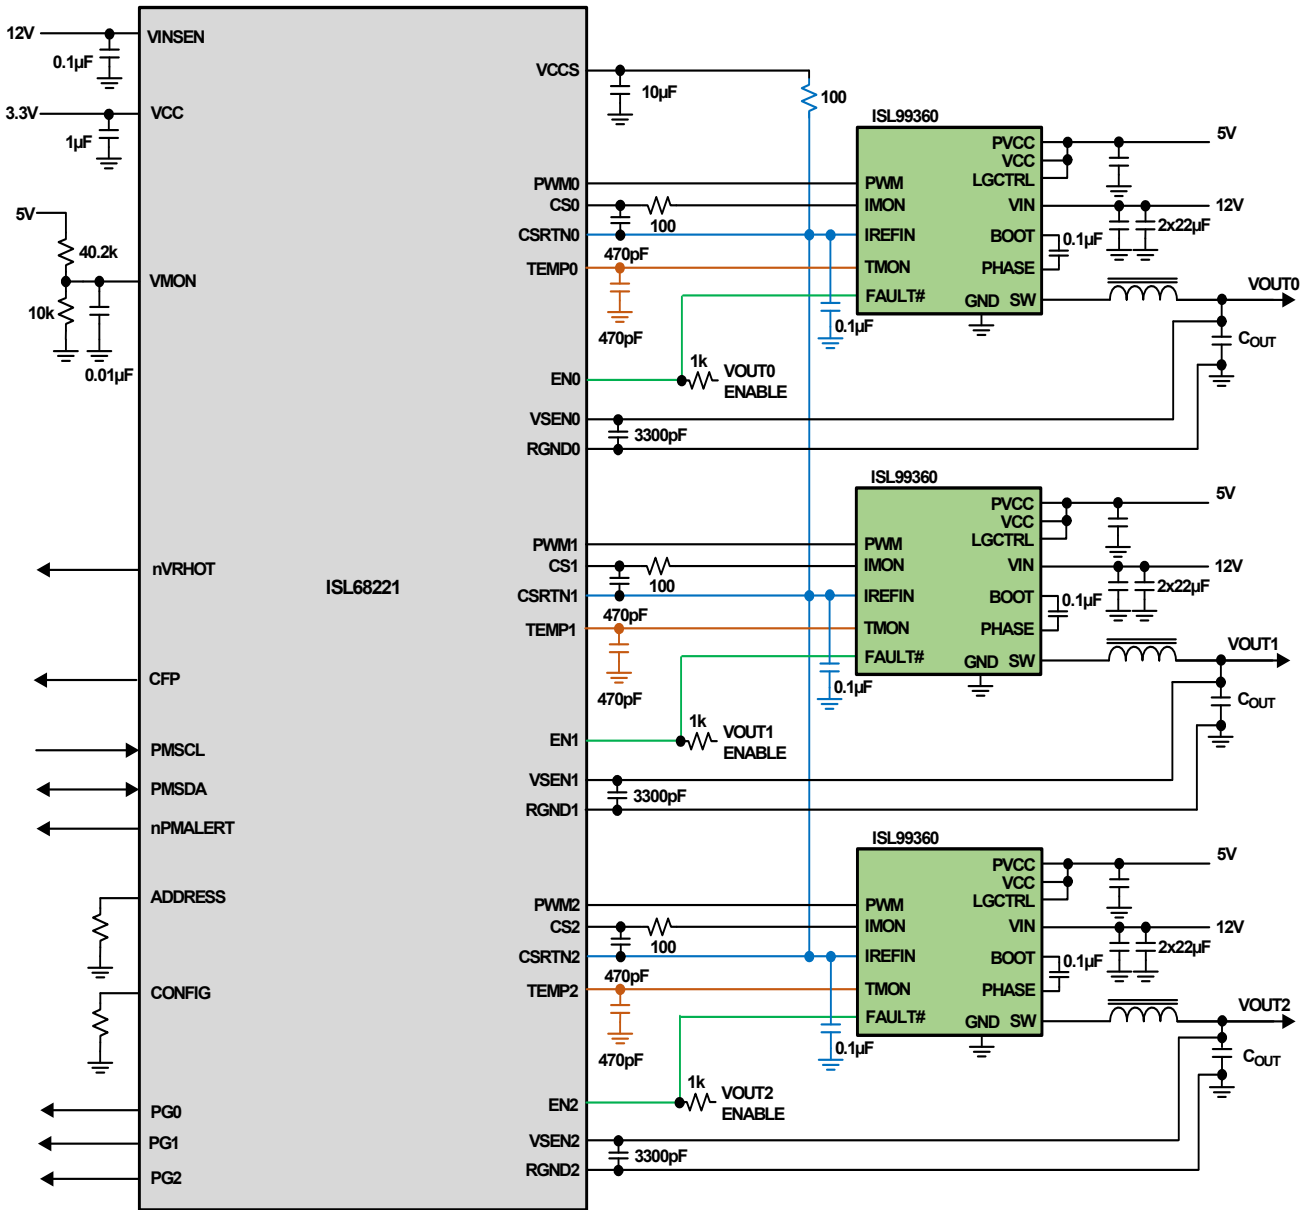 12V
VINSEN
0.1µF
3.3V
VCC
1µF
5V
40.2k
VMON
10k
0.01µF
nVRHOT
CFP
PMSCL
PMSDA
nPMALERT
ADDRESS
CONFIG
PG0
PG1
PG2
ISL68221
VCCS
10µF
100
PWM0
CS0
100
CSRTN0
470pF
TEMP0
470pF
0.1µF
EN0
1k
VOUT0
ENABLE
VSEN0
3300pF
RGND0
ISL99360
PWM
IMON
IREFIN
TMON
FAULT#
PVCC
VCC
LGCTRL
VIN
BOOT
PHASE
GND SW
5V
12V
2x22µF
0.1µF
VOUT0
COUT
PWM1
CS1
100
CSRTN1
470pF
TEMP1
470pF
0.1µF
EN1
1k
VOUT1
ENABLE
VSEN1
3300pF
RGND1
ISL99360
PWM
IMON
IREFIN
TMON
FAULT#
PVCC
VCC
LGCTRL
VIN
BOOT
PHASE
GND SW
5V
12V
2x22µF
0.1µF
VOUT1
COUT
PWM2
CS2
100
CSRTN2
470pF
TEMP2
470pF
0.1µF
EN2
1k
VOUT2
ENABLE
VSEN2
3300pF
RGND2
ISL99360
PWM
IMON
IREFIN
TMON
FAULT#
PVCC
VCC
LGCTRL
VIN
BOOT
PHASE
GND SW
5V
12V
2x22µF
0.1µF
VOUT2
COUT